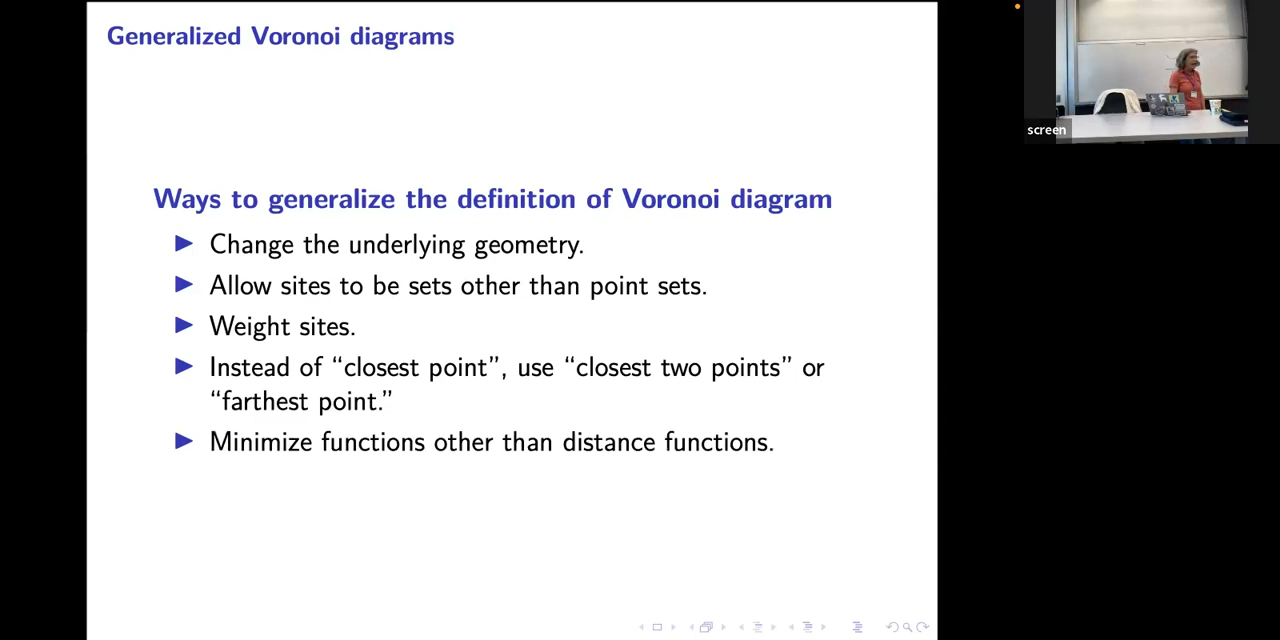 Generalized Voronoi diagrams
Ways to generalize the definition of Voronoi diagram
▶ Change the underlying geometry.
▶ Allow sites to be sets other than point sets.
▶ Weight sites.
▶ Instead of “closest point”, use “closest two points” or
“farthest point.”
▶ Minimize functions other than distance functions.
screen